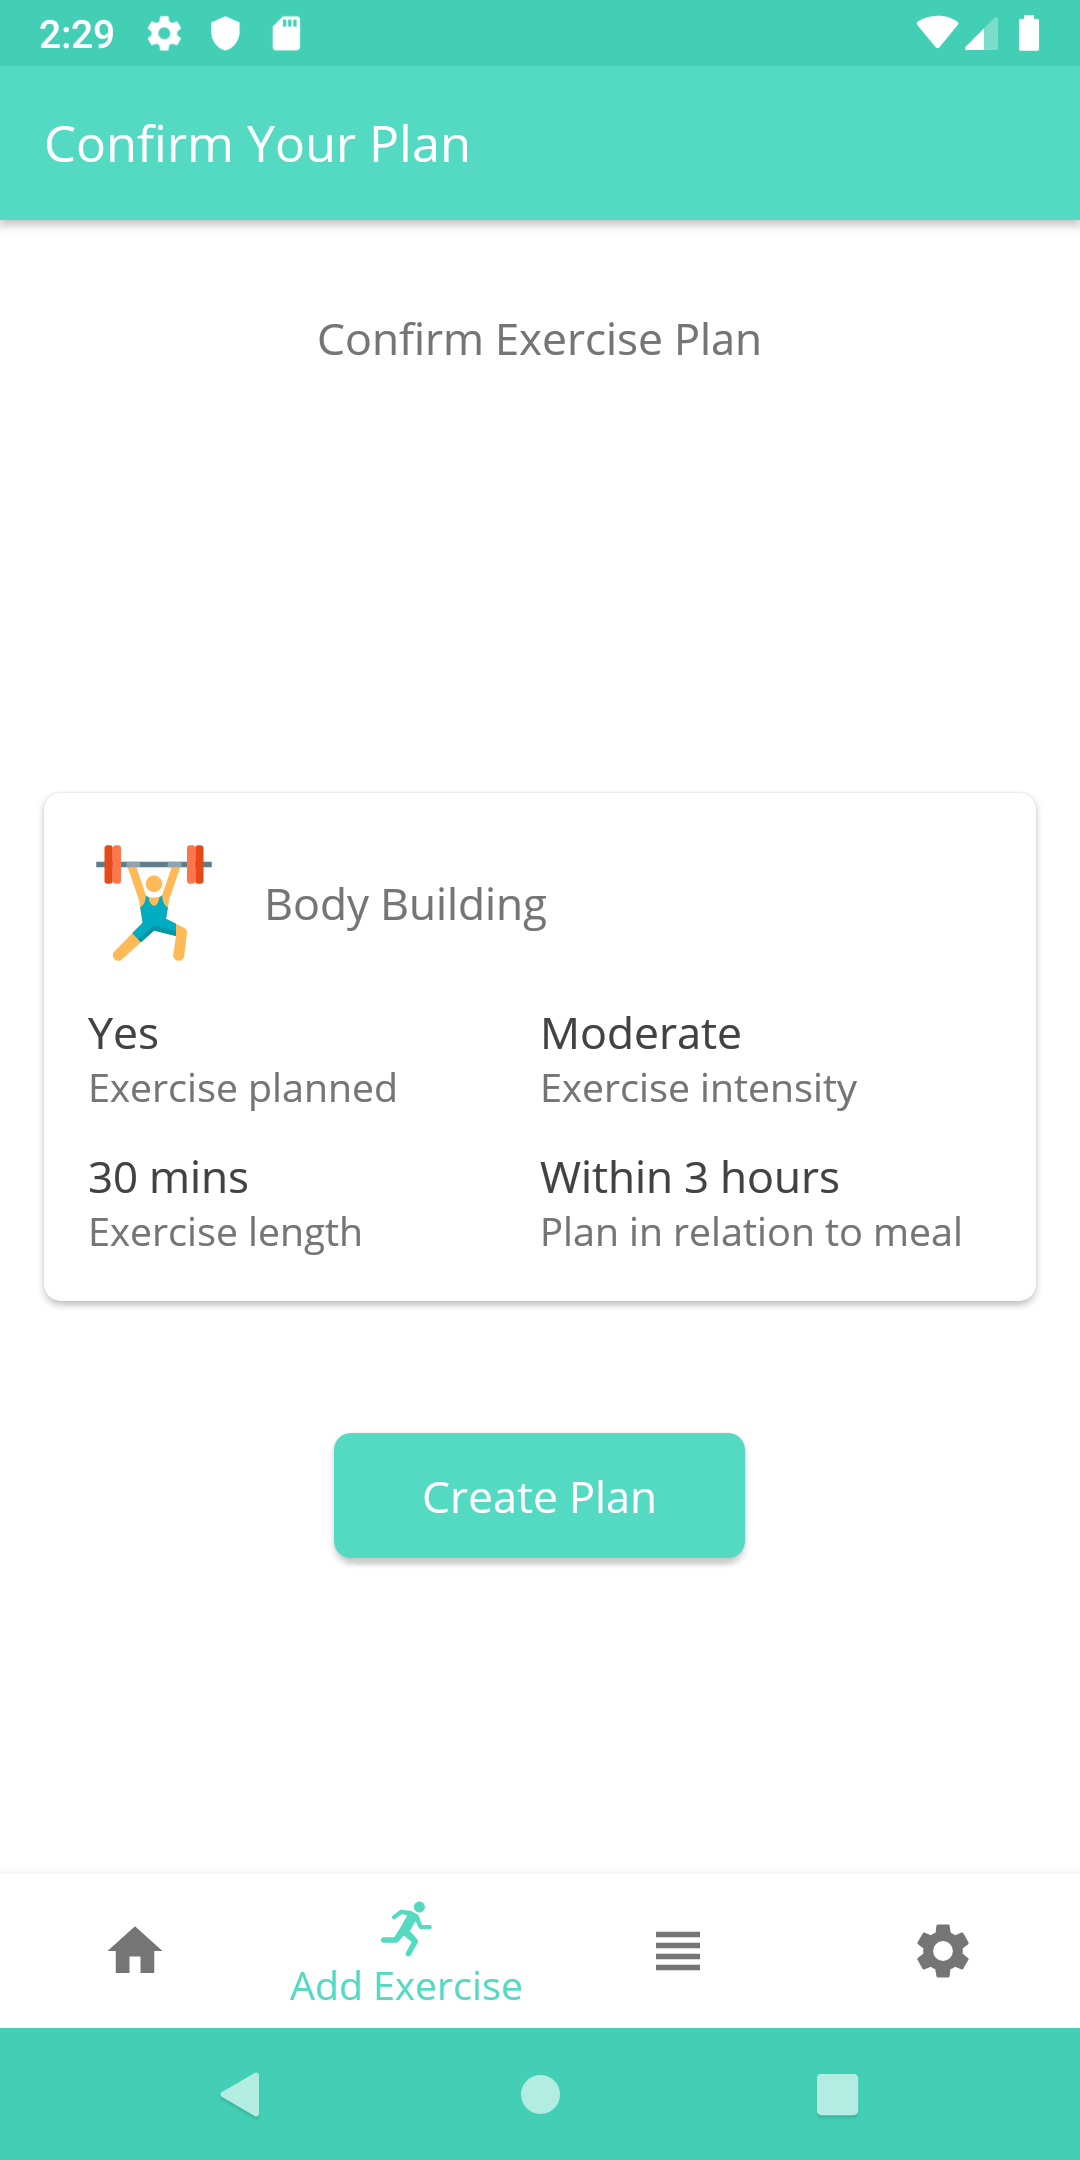 2:29
Confirm Your Plan
Confirm Exercise Plan
Body Building
Yes
Exercise planned
Moderate
Exercise intensity
30 mins
Exercise length
Within 3 hours
Plan in relation to meal
Create Plan
Add Exercise